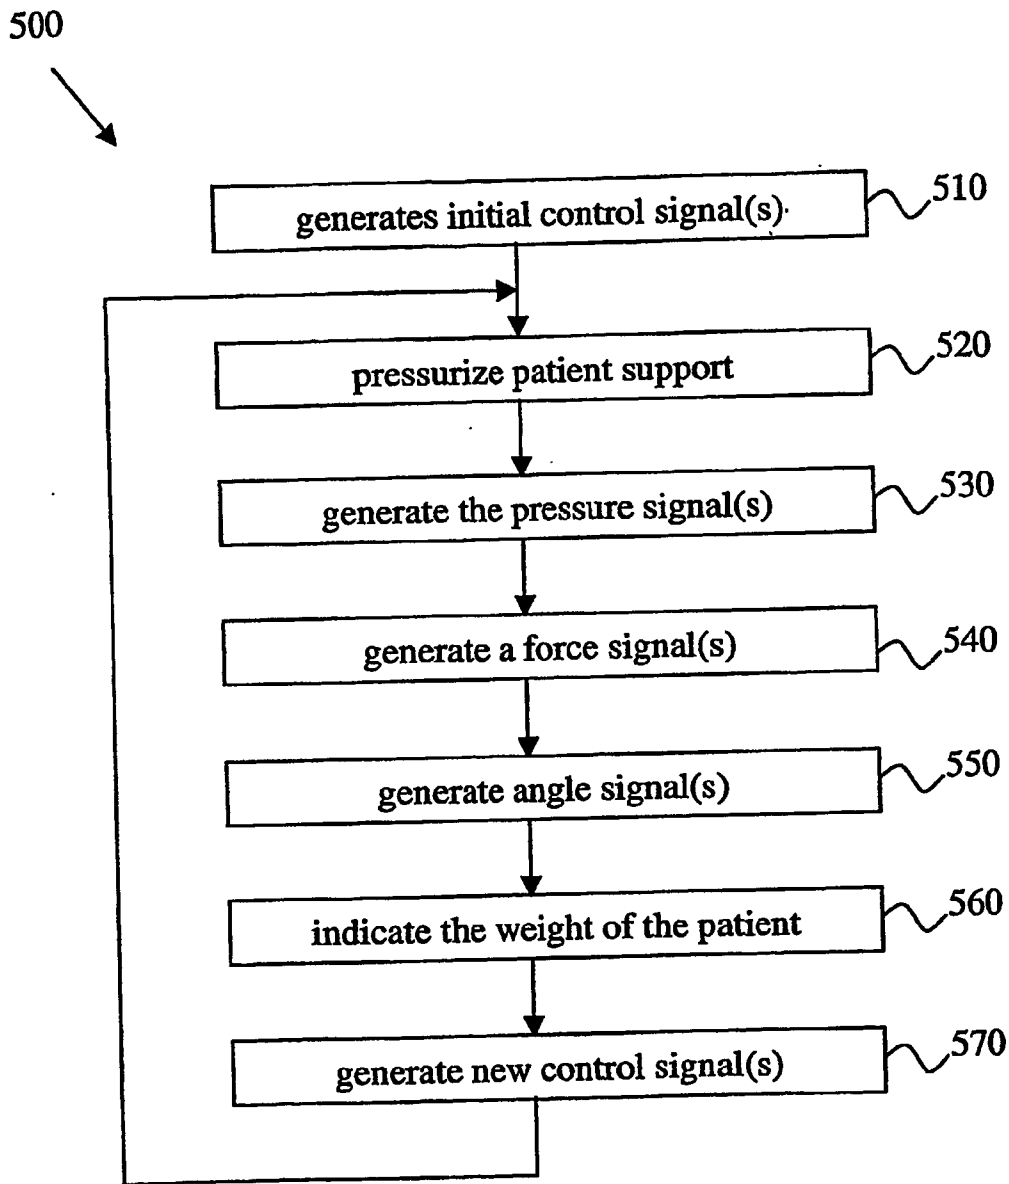 500
generates initial control signal(s)
510
pressurize patient support
520
generate the pressure signal(s)
530
generate a force signal(s)
540
generate angle signal(s)
550
indicate the weight of the patient
560
generate new control signal(s)
570